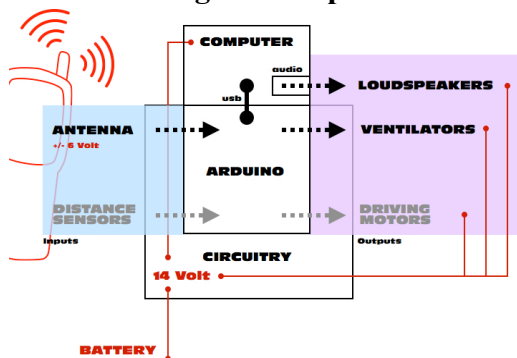 COMPUTER
audio
LOUDSPEAKERS
usb
ANTENNA
VENTILATORS
+/- 6 Volt
ARDUINO
DISTANCE
SENSORS
DRIVING
MOTORS
Inputs
Outputs
CIRCUITRY
14 Volt
BATTERY